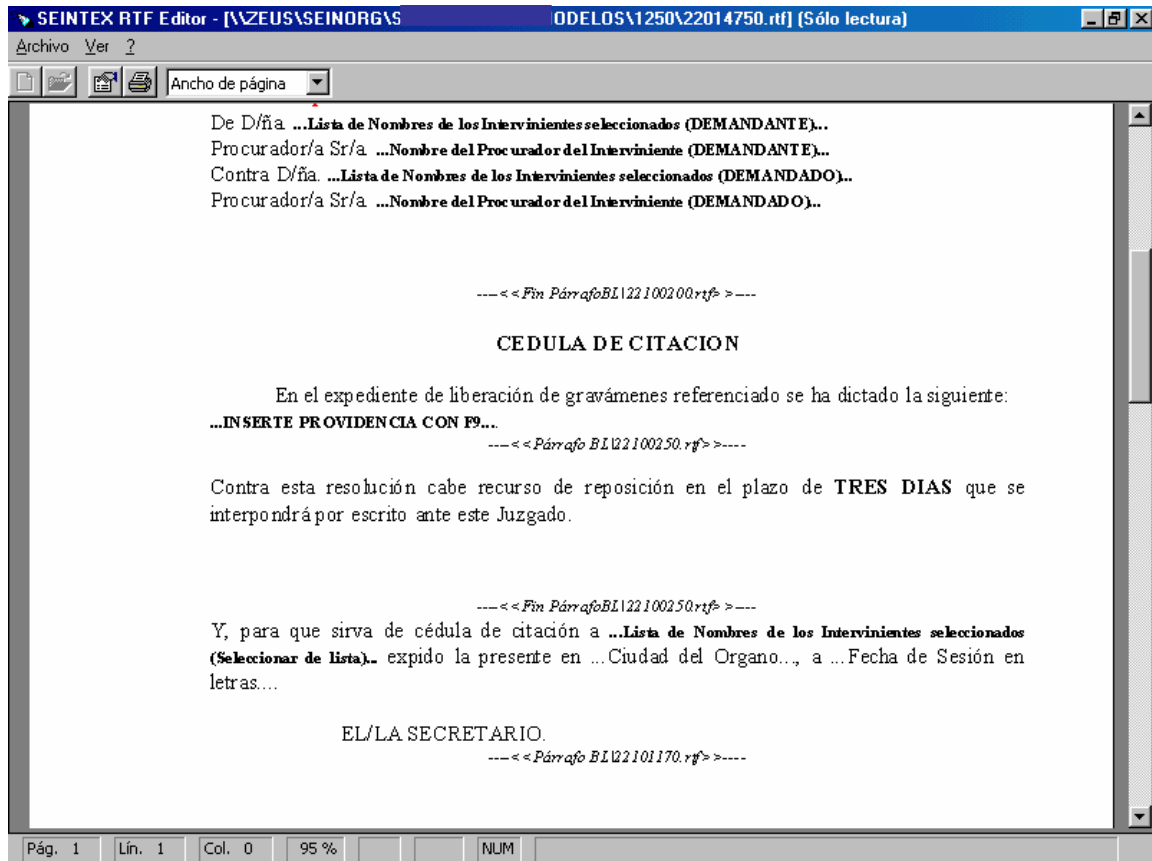 SEINTEX RTF Editor - [\\ZEUS\SEINORG\S ODELOS\1250\22014750.rtf] (Sólo lectura)
Archivo Ver ?
Ancho de página
De D/ña. ...Lista de Nombres de los Intervinientes seleccionados (DEMANDANTE)...
Procurador/a Sr/a. ...Nombre del Procurador del Interviniente (DEMANDANTE)...
Contra D/ña. ...Lista de Nombres de los Intervinientes seleccionados (DEMANDADO)...
Procurador/a Sr/a. ...Nombre del Procurador del Interviniente (DEMANDADO)...
----<<Fin PárrafoBL\22100200.rtf>>----
CEDULA DE CITACION
En el expediente de liberación de gravámenes referenciado se ha dictado la siguiente:
...INSERTE PROVIDENCIA CON F9....
----<<Párrafo BL\22100250.rtf>>----
Contra esta resolución cabe recurso de reposición en el plazo de TRES DIAS que se
interpondrá por escrito ante este Juzgado.
----<<Fin PárrafoBL\22100250.rtf>>----
Y, para que sirva de cédula de citación a ...Lista de Nombres de los Intervinientes seleccionados
(Seleccionar de lista)... expido la presente en ...Ciudad del Organo..., a ...Fecha de Sesión en
letras....
EL/LA SECRETARIO.
----<<Párrafo BL\22101170.rtf>>----
Pág. 1 Lín. 1 Col. 0 95 % NUM